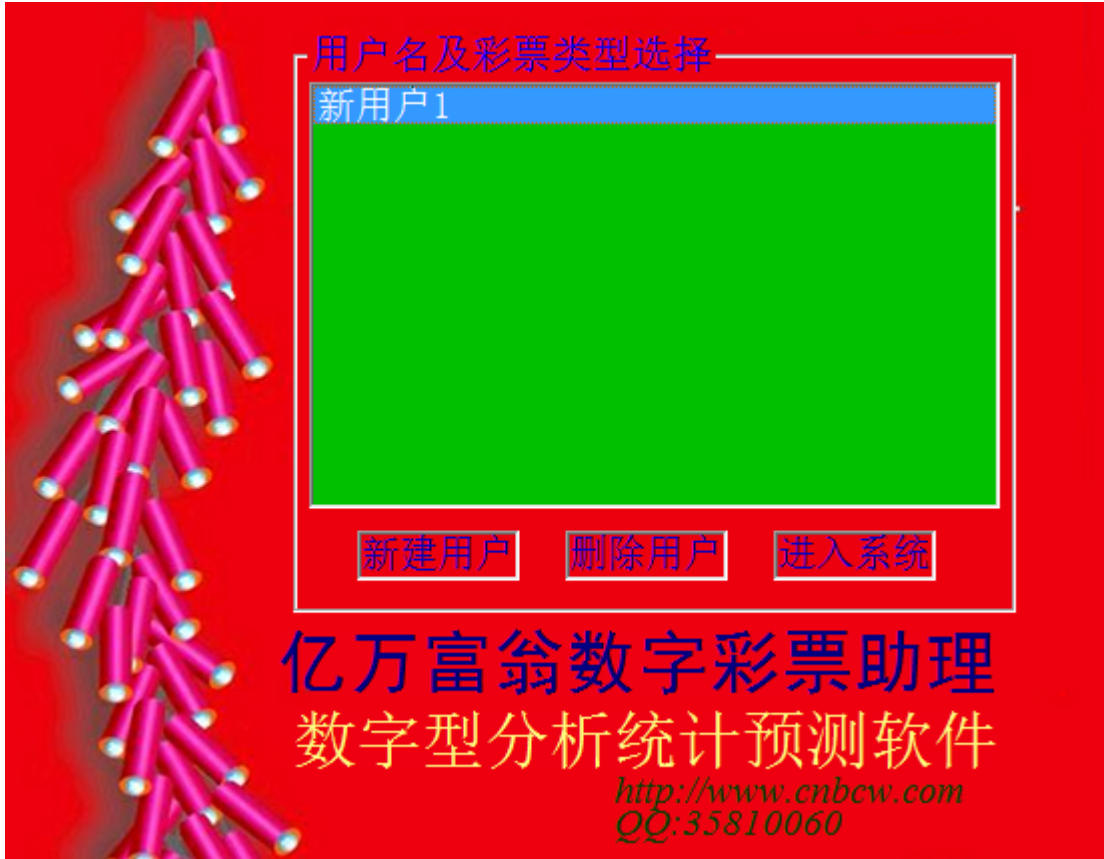 用户名及彩票类型选择
新用户1
新建用户 删除用户 进入系统
亿万富翁数字彩票助理
数字型分析统计预测软件
http://www.cnbcw.com
QQ:35810060